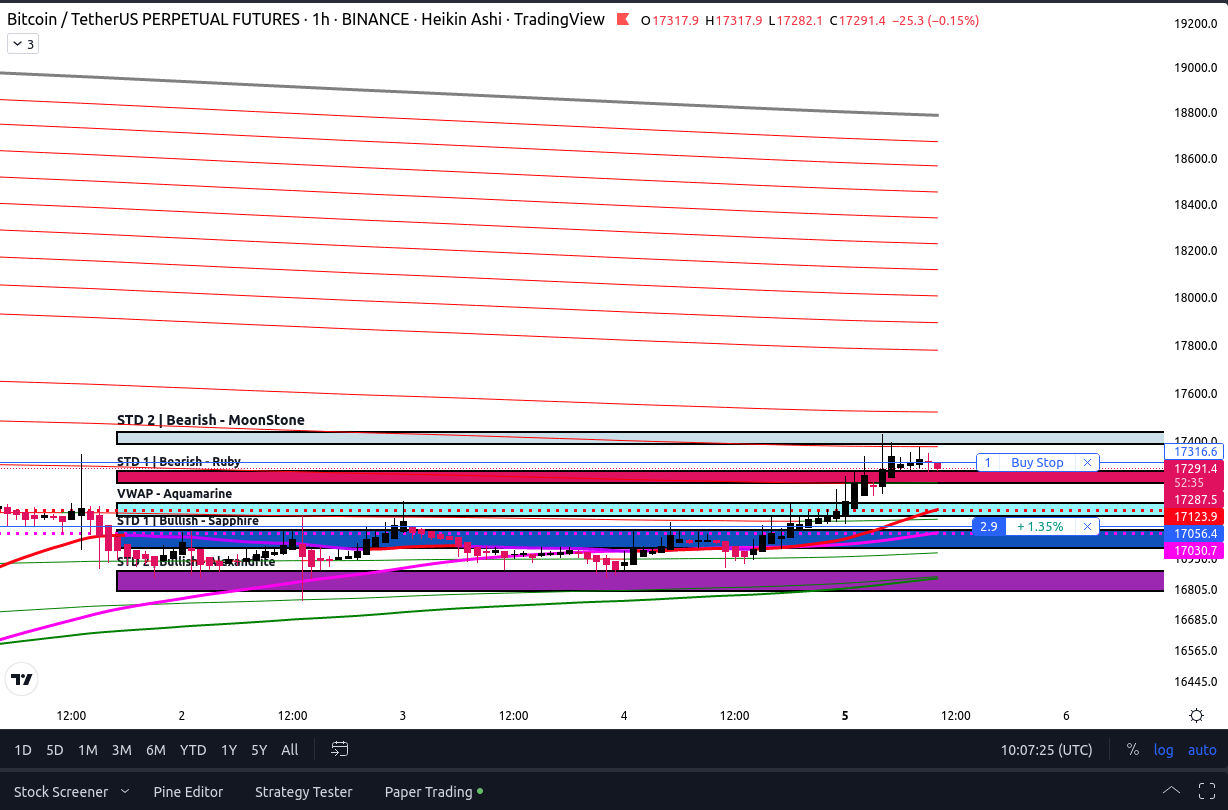 Bitcoin / TetherUS PERPETUAL FUTURES · 1h · BINANCE · Heikin Ashi · TradingView O17317.9 H17317.9 L17282.1 C17291.4 −25.3 (−0.15%)
3
19200.0
19000.0
18800.0
18600.0
18400.0
18200.0
18000.0
17800.0
17600.0
STD 2 | Bearish - MoonStone
17400.0
17316.6
STD 1 | Bearish - Ruby
1 Buy Stop
17291.4
52:35
VWAP - Aquamarine
17287.5
17123.9
STD 1 | Bullish - Sapphire
2.9 + 1.35%
17056.4
17030.7
STD 2 | Bullish - Alexandrite
16805.0
16685.0
16565.0
16445.0
12:00 2 12:00 3 12:00 4 12:00 5 12:00 6
1D 5D 1M 3M 6M YTD 1Y 5Y All 10:07:25 (UTC) % log auto
Stock Screener Pine Editor Strategy Tester Paper Trading